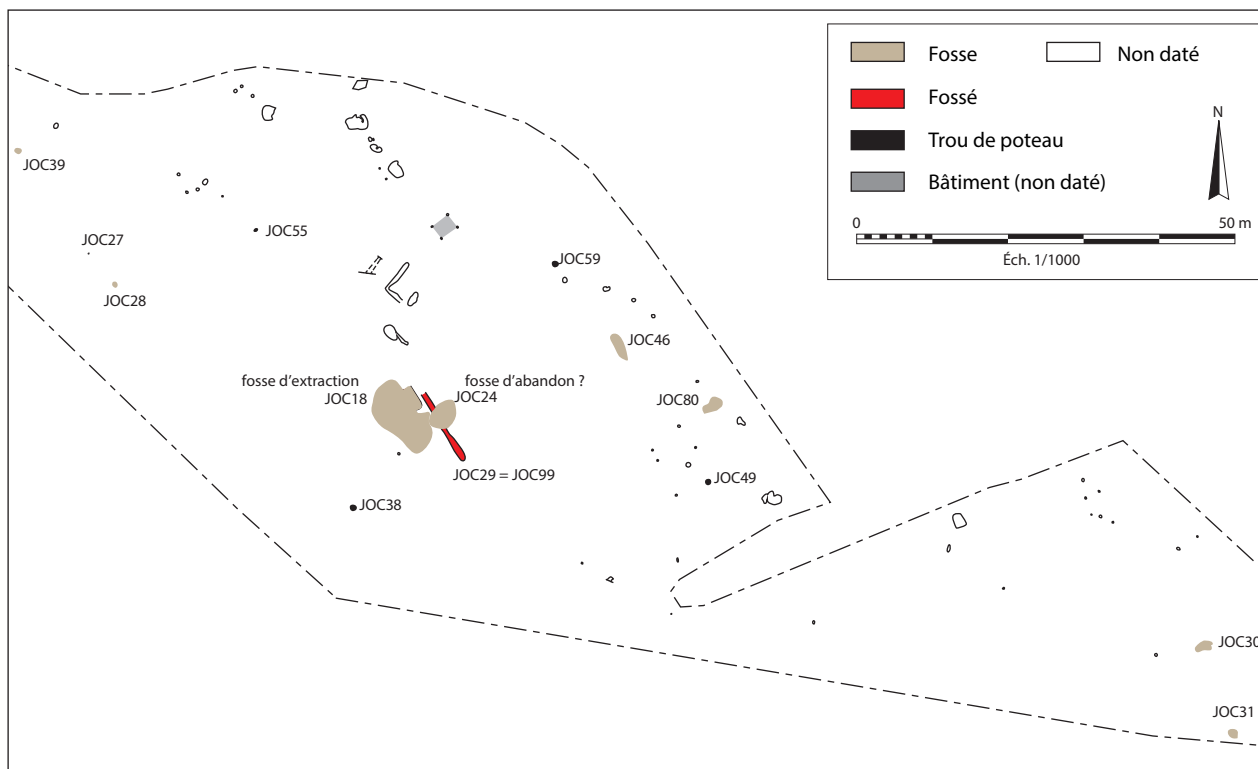 Fosse
Non daté
Fossé
Trou de poteau
Bâtiment (non daté)
N
0
50 m
Éch. 1/1000
JOC39
JOC27
JOC55
JOC28
JOC59
JOC46
fosse d'extraction
JOC18
fosse d'abandon ?
JOC24
JOC80
JOC29 = JOC99
JOC49
JOC38
JOC30
JOC31